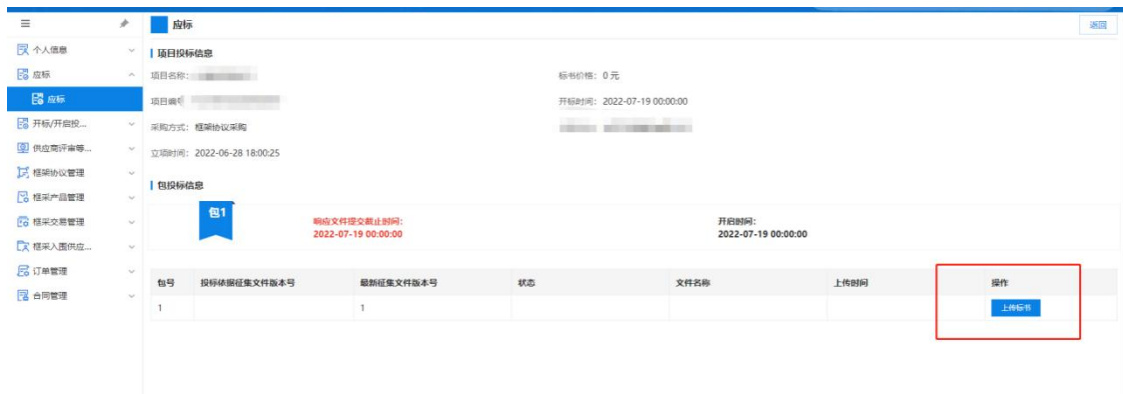 应标
返回
个人信息
应标
应标
开标/开启投...
供应商评审等...
框架协议管理
框采产品管理
框采交易管理
框采入围供应...
订单管理
合同管理
项目投标信息
项目名称:
标书价格: 0 元
项目编号
开标时间: 2022-07-19 00:00:00
采购方式: 框架协议采购
立项时间: 2022-06-28 18:00:25
包投标信息
包1
响应文件提交截止时间:
2022-07-19 00:00:00
开启时间:
2022-07-19 00:00:00
包号 投标依据征集文件版本号 最新征集文件版本号 状态 文件名称 上传时间 操作
1 1 上传标书